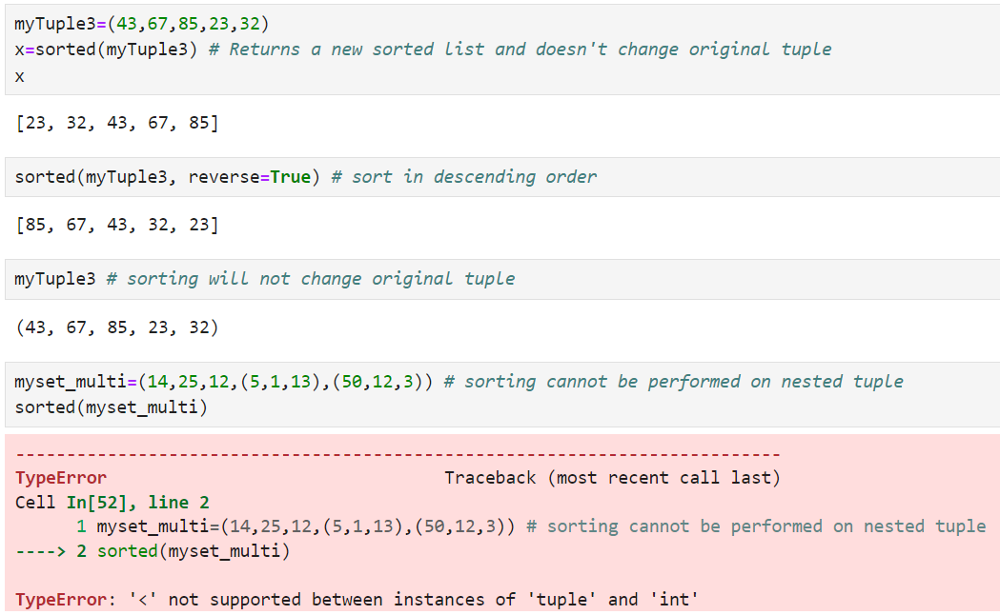 myTuple3=(43,67,85,23,32)
x=sorted(myTuple3) # Returns a new sorted list and doesn't change original tuple
x
[23, 32, 43, 67, 85]
sorted(myTuple3, reverse=True) # sort in descending order
[85, 67, 43, 32, 23]
myTuple3 # sorting will not change original tuple
(43, 67, 85, 23, 32)
myset_multi=(14,25,12,(5,1,13),(50,12,3)) # sorting cannot be performed on nested tuple
sorted(myset_multi)
---------------------------------------------------------------------------
TypeError                                 Traceback (most recent call last)
Cell In[52], line 2
      1 myset_multi=(14,25,12,(5,1,13),(50,12,3)) # sorting cannot be performed on nested tuple
----> 2 sorted(myset_multi)
TypeError: '<' not supported between instances of 'tuple' and 'int'